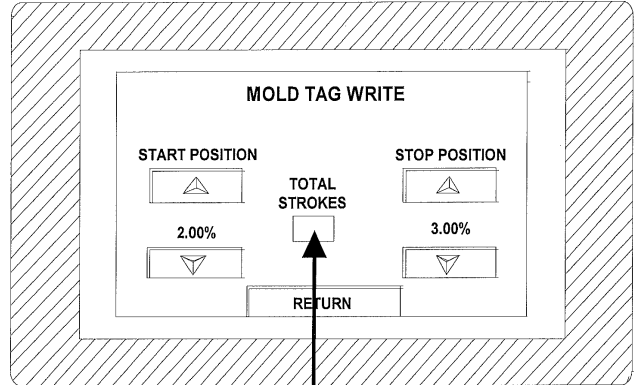 MOLD TAG WRITE
START POSITION
STOP POSITION
TOTAL
STROKES
2.00%
3.00%
RETURN